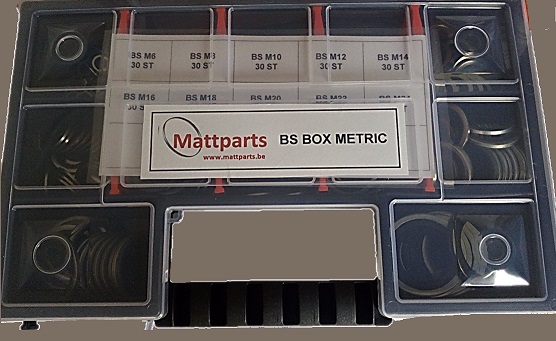 BS M6 BS M8 BS M10 BS M12 BS M14
30 ST 30 ST 30 ST 30 ST 30 ST
BS M16 BS M18 BS M20 BS M22
30
Mattparts BS BOX METRIC
www.mattparts.be